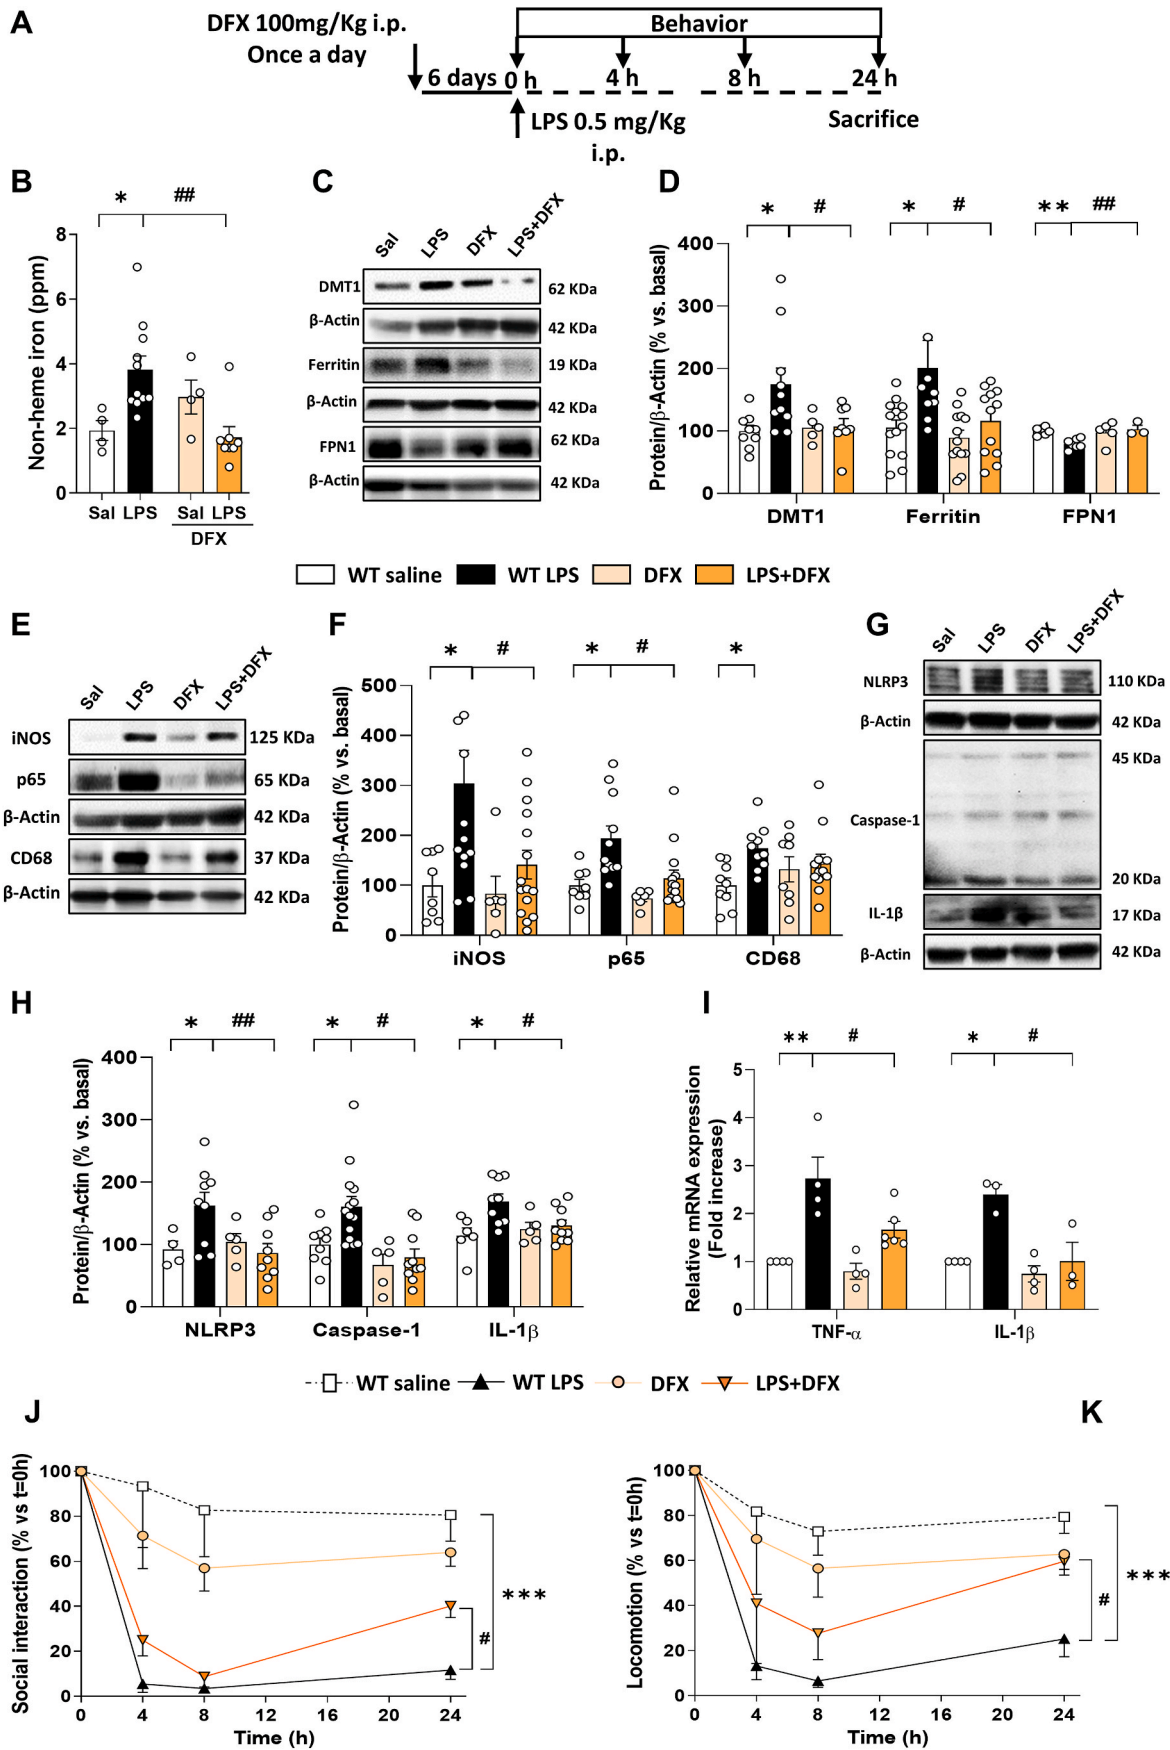 A
DFX 100mg/Kg i.p.
Once a day
Behavior
6 days 0 h 4 h 8 h 24 h
LPS 0.5 mg/Kg
i.p.
Sacrifice
B
* ##
Non-heme iron (ppm)
8
6
4
2
0
Sal LPS Sal LPS
DFX
C
Sal LPS DFX LPS+DFX
DMT1 62 KDa
β-Actin 42 KDa
Ferritin 19 KDa
β-Actin 42 KDa
FPN1 62 KDa
β-Actin 42 KDa
D
* # * # ** ##
Protein/β-Actin (% vs. basal)
400
300
200
100
0
DMT1 Ferritin FPN1
WT saline WT LPS DFX LPS+DFX
E
Sal LPS DFX LPS+DFX
iNOS 125 KDa
p65 65 KDa
β-Actin 42 KDa
CD68 37 KDa
β-Actin 42 KDa
F
* # * # *
Protein/β-Actin (% vs. basal)
500
400
300
200
100
0
iNOS p65 CD68
G
Sal LPS DFX LPS+DFX
NLRP3 110 KDa
β-Actin 42 KDa
45 KDa
Caspase-1
20 KDa
IL-1β 17 KDa
β-Actin 42 KDa
H
* ## * # * #
Protein/β-Actin (% vs. basal)
400
300
200
100
0
NLRP3 Caspase-1 IL-1β
I
** # * #
Relative mRNA expression
(Fold increase)
5
4
3
2
1
0
TNF-α IL-1β
WT saline WT LPS DFX LPS+DFX
J
Social interaction (% vs t=0h)
100
80
60
40
20
0
0 4 8 12 16 20 24
Time (h)
***
#
K
Locomotion (% vs t=0h)
100
80
60
40
20
0
0 4 8 12 16 20 24
Time (h)
***
#